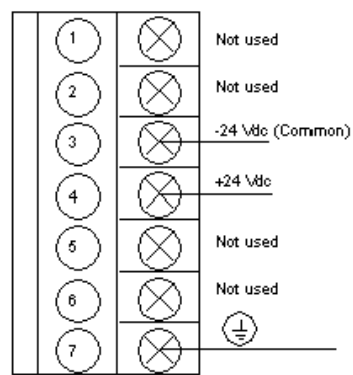 1 Not used
2 Not used
3 -24 Vdc (Common)
4 +24 Vdc
5 Not used
6 Not used
7